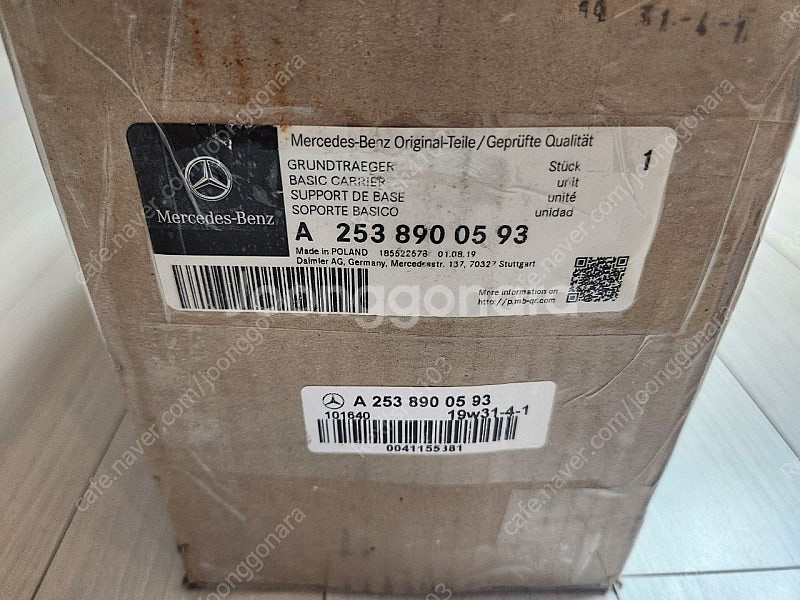 19 31-4-1
Mercedes-Benz Original-Teile/Geprüfte Qualität
GRUNDTRAEGER Stück 1
BASIC CARRIER unit
SUPPORT DE BASE unité
SOPORTE BASICO unidad
Mercedes-Benz
A 253 890 05 93
Made in POLAND 185522678 01.08.19
Daimler AG, Germany, Mercedesstr. 137, 70327 Stuttgart
More information on
http://p.mb-qr.com
joonggonara
A 253 890 05 93
101640 19w31-4-1
0041155381
cafe.naver.com/joonggonara